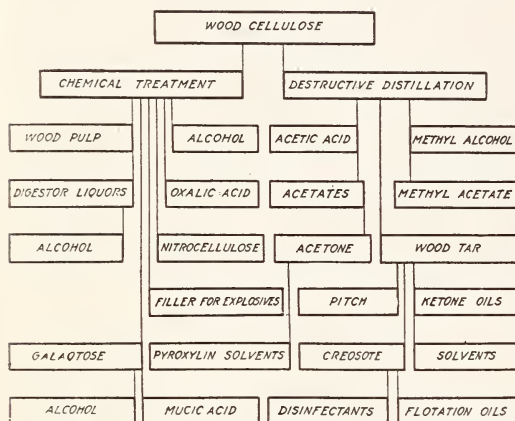 WOOD CELLULOSE
CHEMICAL TREATMENT
DESTRUCTIVE DISTILLATION
WOOD PULP
ALCOHOL
ACETIC ACID
METHYL ALCOHOL
DIGESTOR LIQUORS
OXALIC ACID
ACETATES
METHYL ACETATE
ALCOHOL
NITROCELLULOSE
ACETONE
WOOD TAR
FILLER FOR EXPLOSIVES
PITCH
KETONE OILS
GALAQTOSE
PYROXYLIN SOLVENTS
CREOSOTE
SOLVENTS
ALCOHOL
MUCIC ACID
DISINFECTANTS
FLOTATION OILS